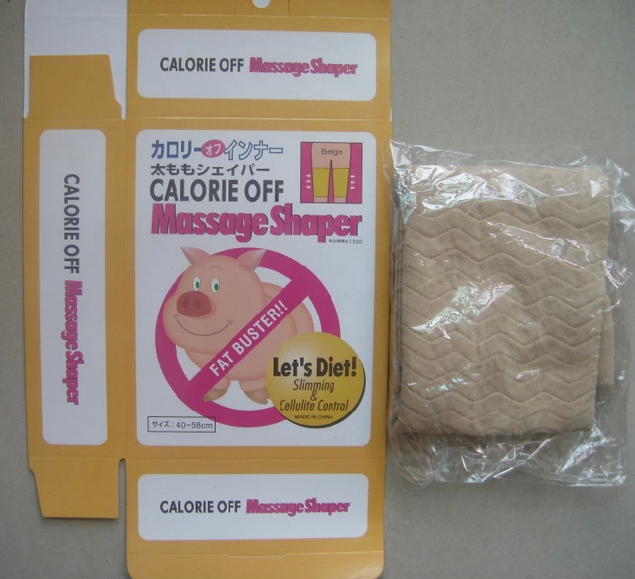 CALORIE OFF Massage Shaper
CALORIE OFF Massage Shaper
カロリーオフインナー
太ももシェイパー
CALORIE OFF
Massage Shaper
Beige
FAT BUSTER!!
Let's Diet!
Slimming
&
Cellulite Control
MADE IN CHINA
サイズ: 40~58cm
CALORIE OFF Massage Shaper